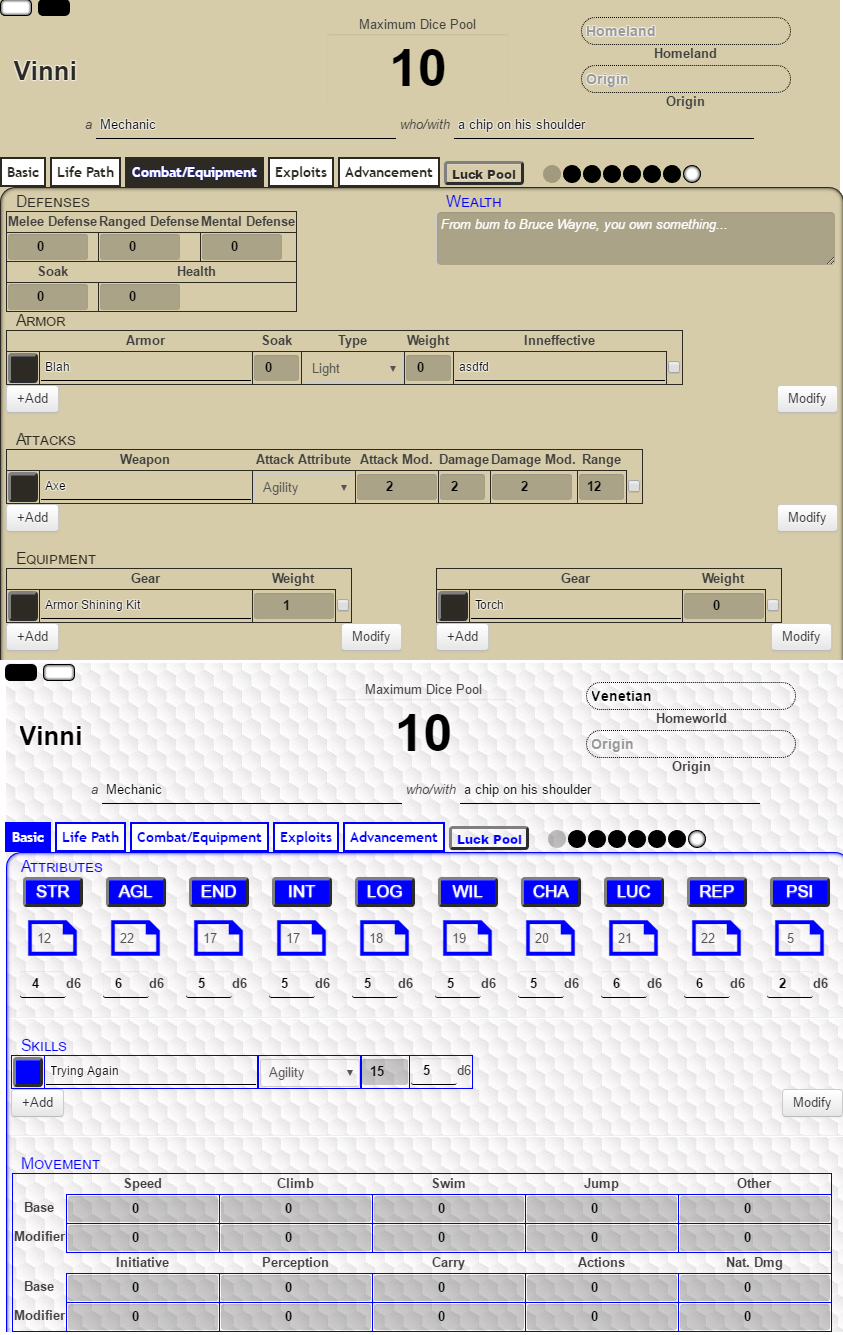 Maximum Dice Pool
Homeland
Vinni 10 Homeland
Origin
Origin
a Mechanic who/with a chip on his shoulder
Basic Life Path Combat/Equipment Exploits Advancement Luck Pool
Defenses Wealth
Melee Defense Ranged Defense Mental Defense From bum to Bruce Wayne, you own something...
0 0 0
Soak Health
0 0
Armor
Armor Soak Type Weight Inneffective
Blah 0 Light 0 asdfd
+Add Modify
Attacks
Weapon Attack Attribute Attack Mod. Damage Damage Mod. Range
Axe Agility 2 2 2 12
+Add Modify
Equipment
Gear Weight Gear Weight
Armor Shining Kit 1 Torch 0
+Add Modify +Add Modify
Maximum Dice Pool
Venetian
Vinni 10 Homeworld
Origin
Origin
a Mechanic who/with a chip on his shoulder
Basic Life Path Combat/Equipment Exploits Advancement Luck Pool
Attributes
STR AGL END INT LOG WIL CHA LUC REP PSI
12 22 17 17 18 19 20 21 22 5
4 d6 6 d6 5 d6 5 d6 5 d6 5 d6 5 d6 6 d6 6 d6 2 d6
Skills
Trying Again Agility 15 5 d6
+Add Modify
Movement
Speed Climb Swim Jump Other
Base 0 0 0 0 0
Modifier 0 0 0 0 0
Initiative Perception Carry Actions Nat. Dmg
Base 0 0 0 0 0
Modifier 0 0 0 0 0